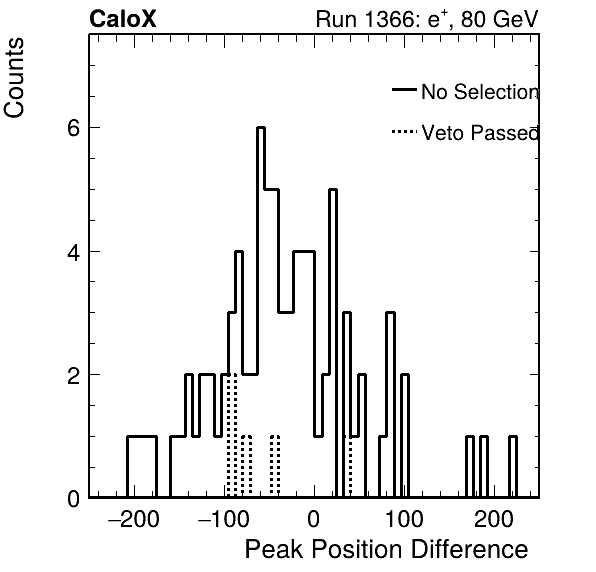 CaloX Run 1366: e⁺, 80 GeV
Counts
No Selection
Veto Passed
6
4
2
0
−200 −100 0 100 200
Peak Position Difference